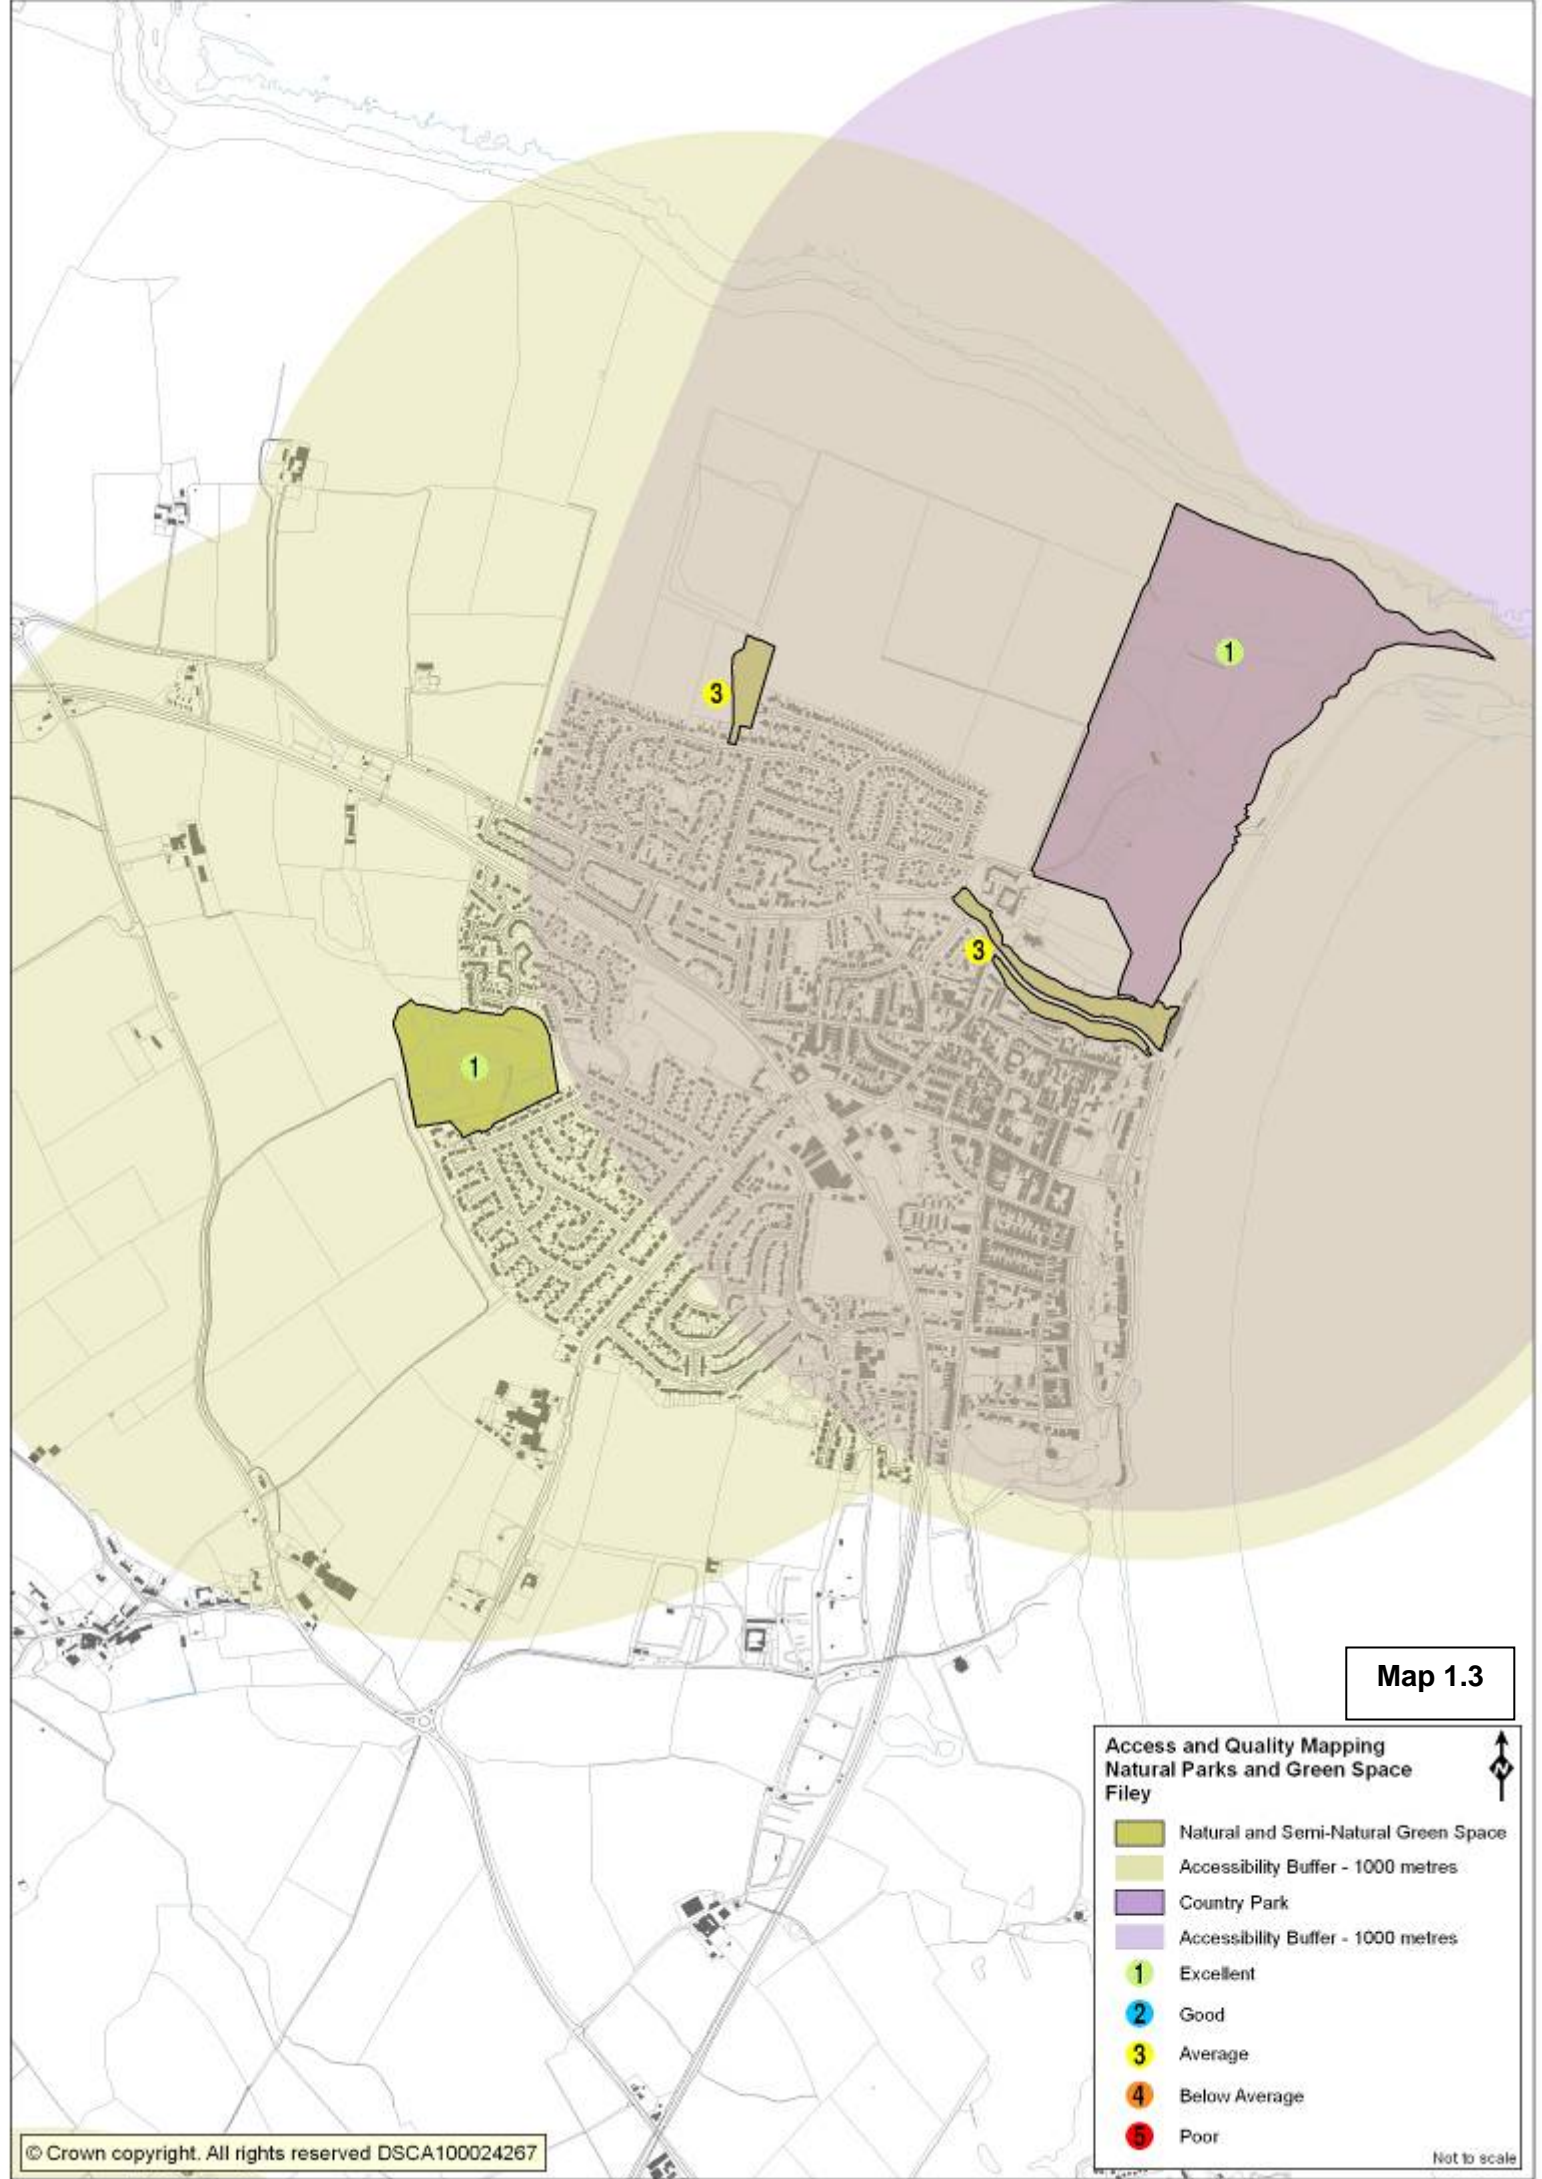 1
3
3
1
Map 1.3
Access and Quality Mapping
Natural Parks and Green Space
Filey
N
Natural and Semi-Natural Green Space
Accessibility Buffer - 1000 metres
Country Park
Accessibility Buffer - 1000 metres
1 Excellent
2 Good
3 Average
4 Below Average
5 Poor
Not to scale
© Crown copyright. All rights reserved DSCA100024267